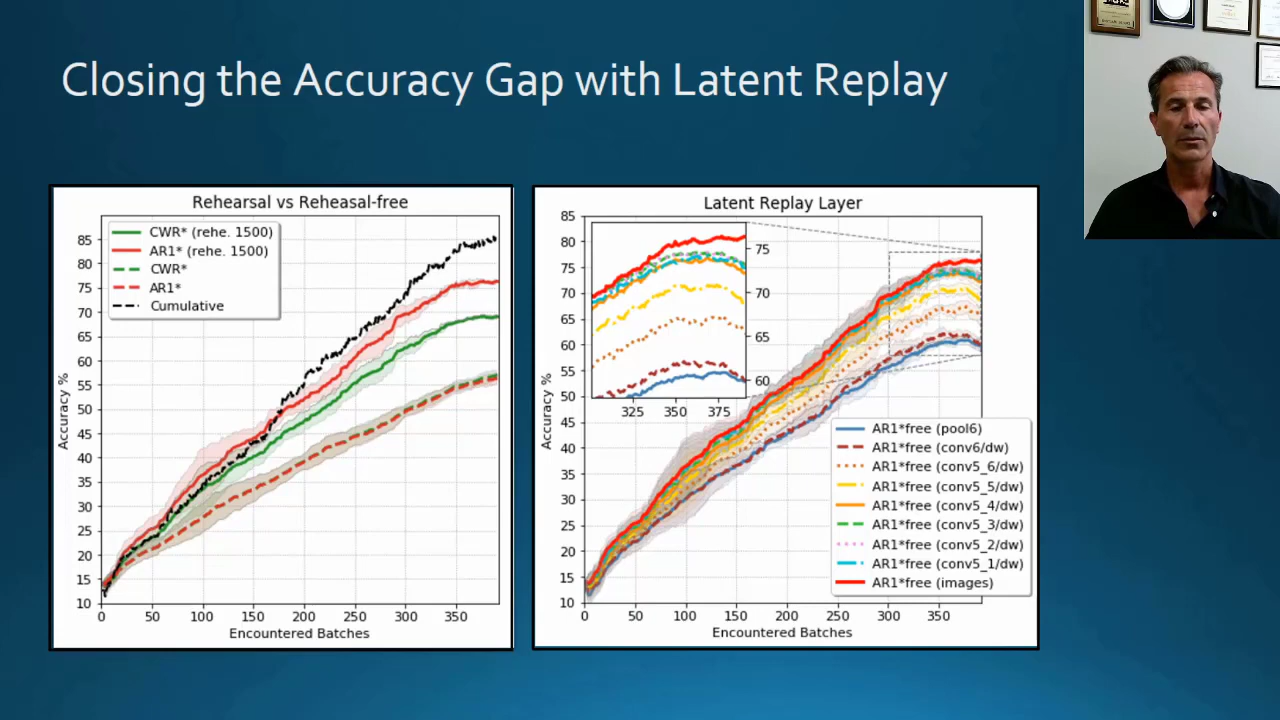 Closing the Accuracy Gap with Latent Replay
Rehearsal vs Reheasal-free
CWR* (rehe. 1500)
AR1* (rehe. 1500)
CWR*
AR1*
Cumulative
85
80
75
70
65
60
55
50
45
40
35
30
25
20
15
10
0 50 100 150 200 250 300 350
Accuracy %
Encountered Batches
Latent Replay Layer
85
80
75
70
65
60
55
50
45
40
35
30
25
20
15
10
75
70
65
60
325 350 375
AR1*free (pool6)
AR1*free (conv6/dw)
AR1*free (conv5_6/dw)
AR1*free (conv5_5/dw)
AR1*free (conv5_4/dw)
AR1*free (conv5_3/dw)
AR1*free (conv5_2/dw)
AR1*free (conv5_1/dw)
AR1*free (images)
0 50 100 150 200 250 300 350
Accuracy %
Encountered Batches